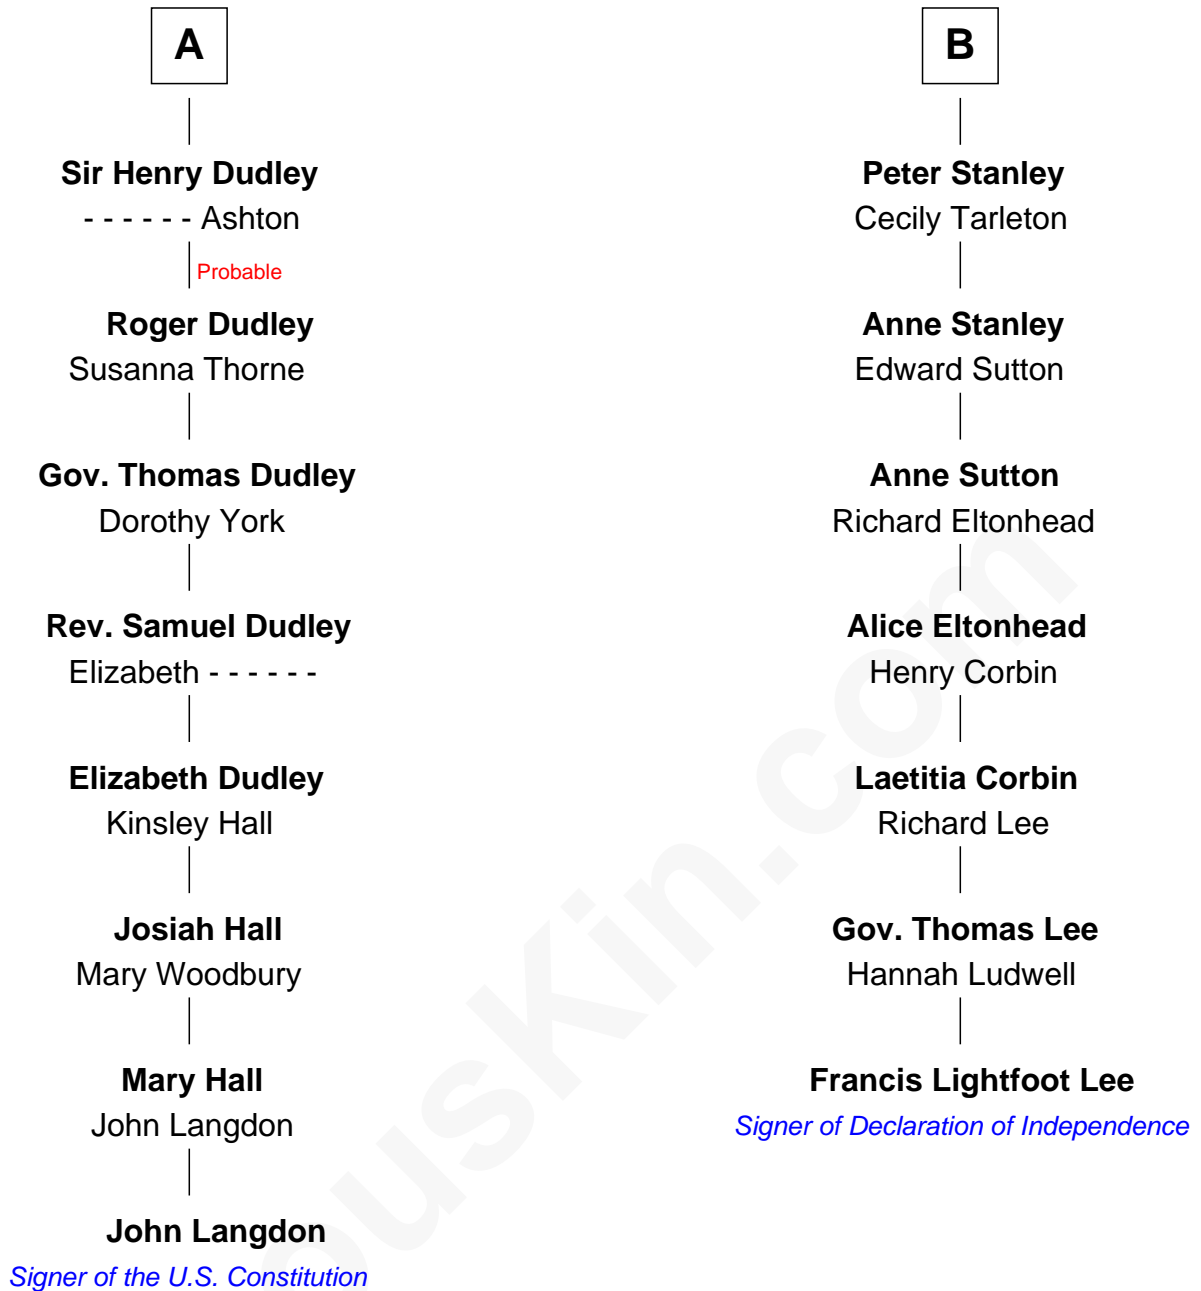 A
Sir Henry Dudley
- - - - - - Ashton
Probable
Roger Dudley
Susanna Thorne
Gov. Thomas Dudley
Dorothy York
Rev. Samuel Dudley
Elizabeth - - - - - -
Elizabeth Dudley
Kinsley Hall
Josiah Hall
Mary Woodbury
Mary Hall
John Langdon
John Langdon
Signer of the U.S. Constitution
B
Peter Stanley
Cecily Tarleton
Anne Stanley
Edward Sutton
Anne Sutton
Richard Eltonhead
Alice Eltonhead
Henry Corbin
Laetitia Corbin
Richard Lee
Gov. Thomas Lee
Hannah Ludwell
Francis Lightfoot Lee
Signer of Declaration of Independence
ousKin.com